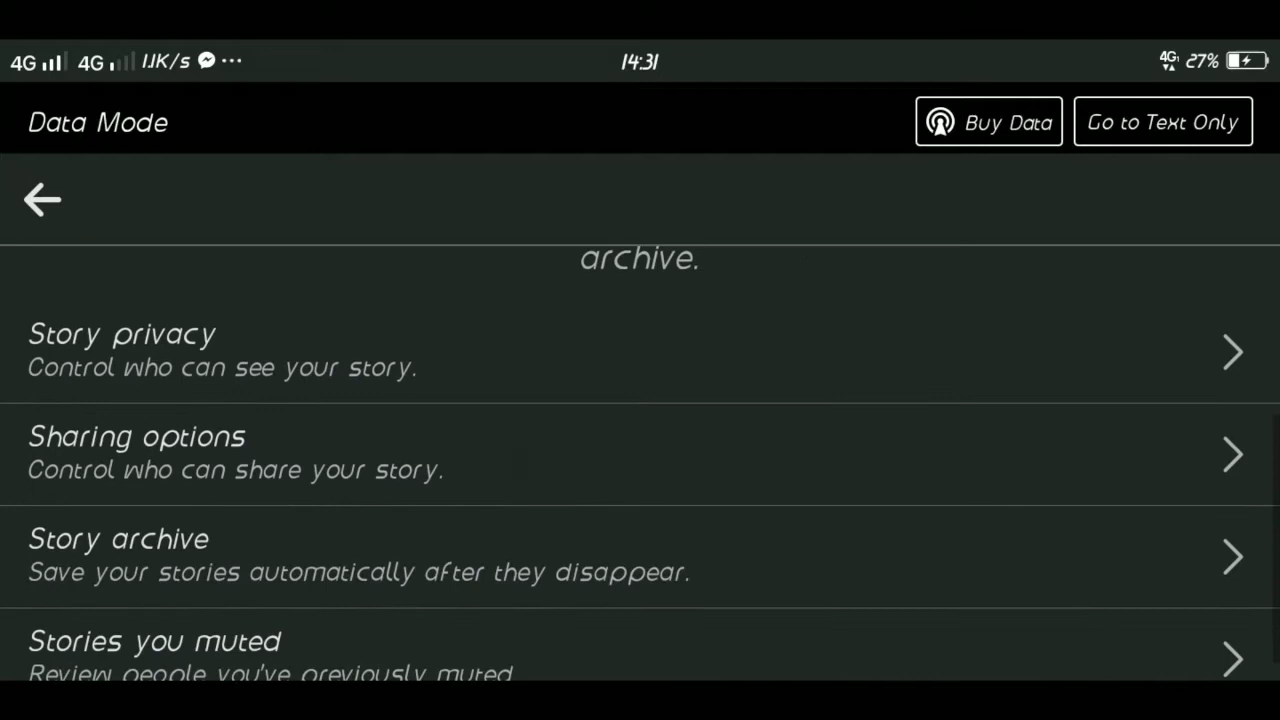 4G 4G 1.1K/s ... 14:31 4G 27%
Data Mode Buy Data Go to Text Only
archive.
Story privacy
Control who can see your story.
Sharing options
Control who can share your story.
Story archive
Save your stories automatically after they disappear.
Stories you muted
Review people you've previously muted